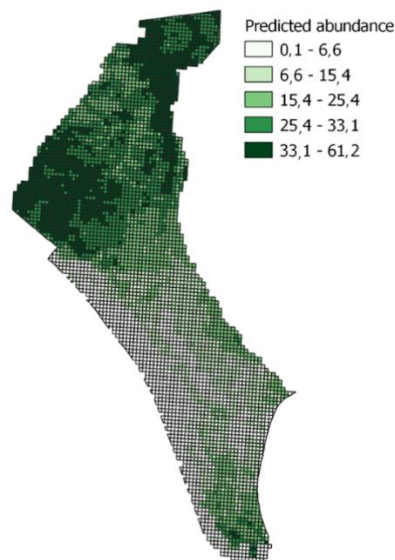 Predicted abundance
0,1 - 6,6
6,6 - 15,4
15,4 - 25,4
25,4 - 33,1
33,1 - 61,2